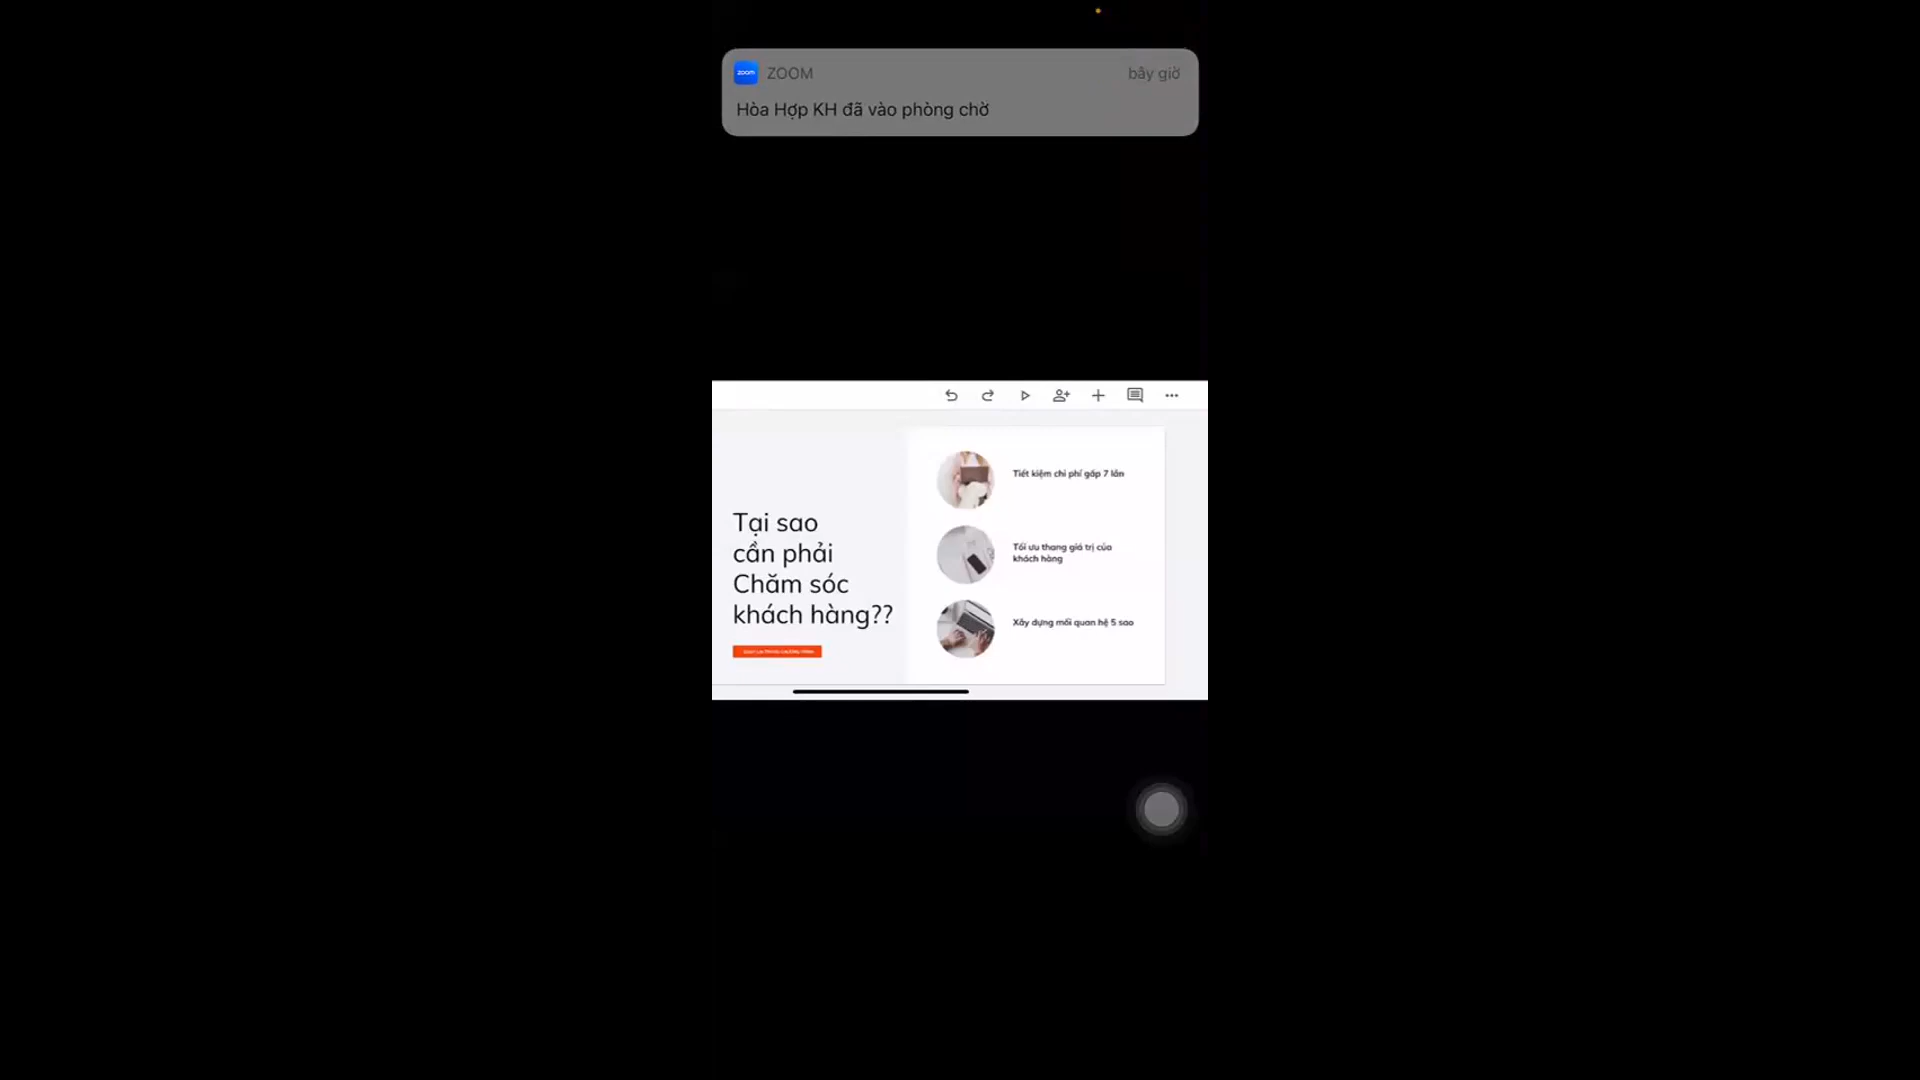 zoom
ZOOM
bây giờ
Hòa Hợp KH đã vào phòng chờ
Tại sao
cần phải
Chăm sóc
khách hàng??
Tiết kiệm chi phí gấp 7 lần
Tối ưu thang giá trị của
khách hàng
Xây dựng mối quan hệ 5 sao